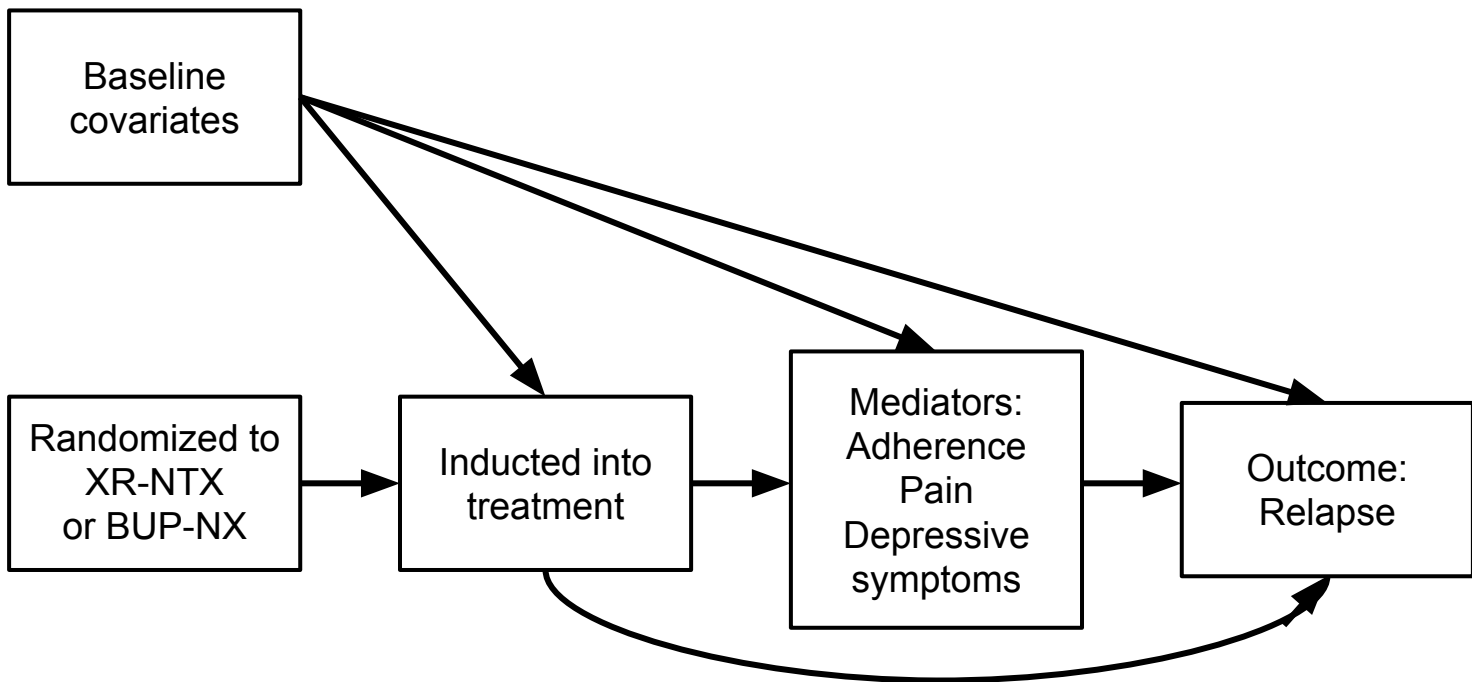 Baseline
covariates
Randomized to
XR-NTX
or BUP-NX
Inducted into
treatment
Mediators:
Adherence
Pain
Depressive
symptoms
Outcome:
Relapse